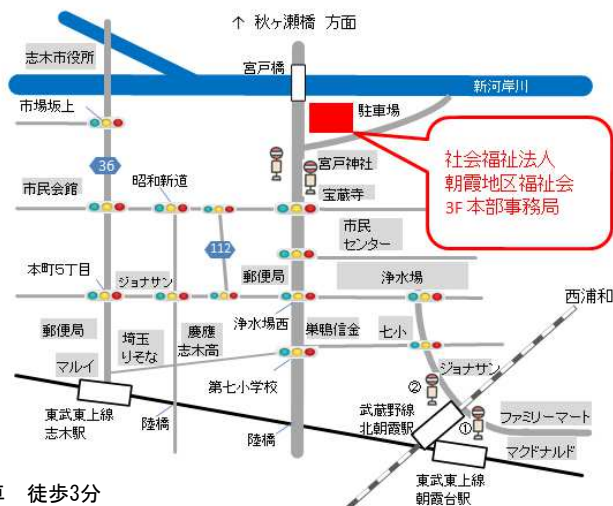 ↑ 秋ヶ瀬橋 方面
志木市役所
宮戸橋
新河岸川
市場坂上
駐車場
社会福祉法人
朝霞地区福祉会
3F 本部事務局
36
宮戸神社
市民会館
昭和新道
宝蔵寺
市民
センター
112
本町5丁目
ジョナサン
郵便局
浄水場
西浦和
郵便局
埼玉
りそな
慶應
志木高
浄水場西
巣鴨信金
七小
マルイ
第七小学校
ジョナサン
②
東武東上線
志木駅
陸橋
陸橋
武蔵野線
北朝霞駅
①
ファミリーマート
マクドナルド
東武東上線
朝霞台駅
徒歩3分